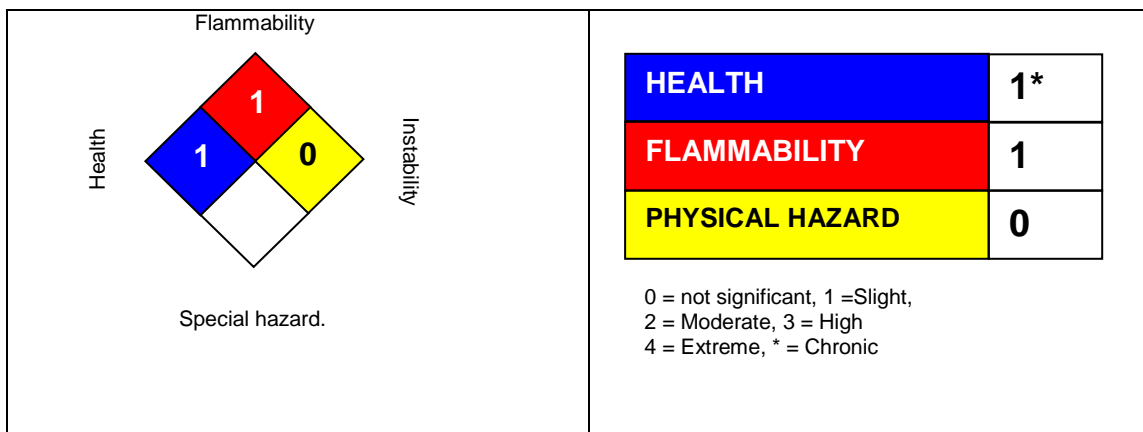 Flammability
1
Health
1
0
Instability
Special hazard.
HEALTH 1*
FLAMMABILITY 1
PHYSICAL HAZARD 0
0 = not significant, 1 =Slight,
2 = Moderate, 3 = High
4 = Extreme, * = Chronic